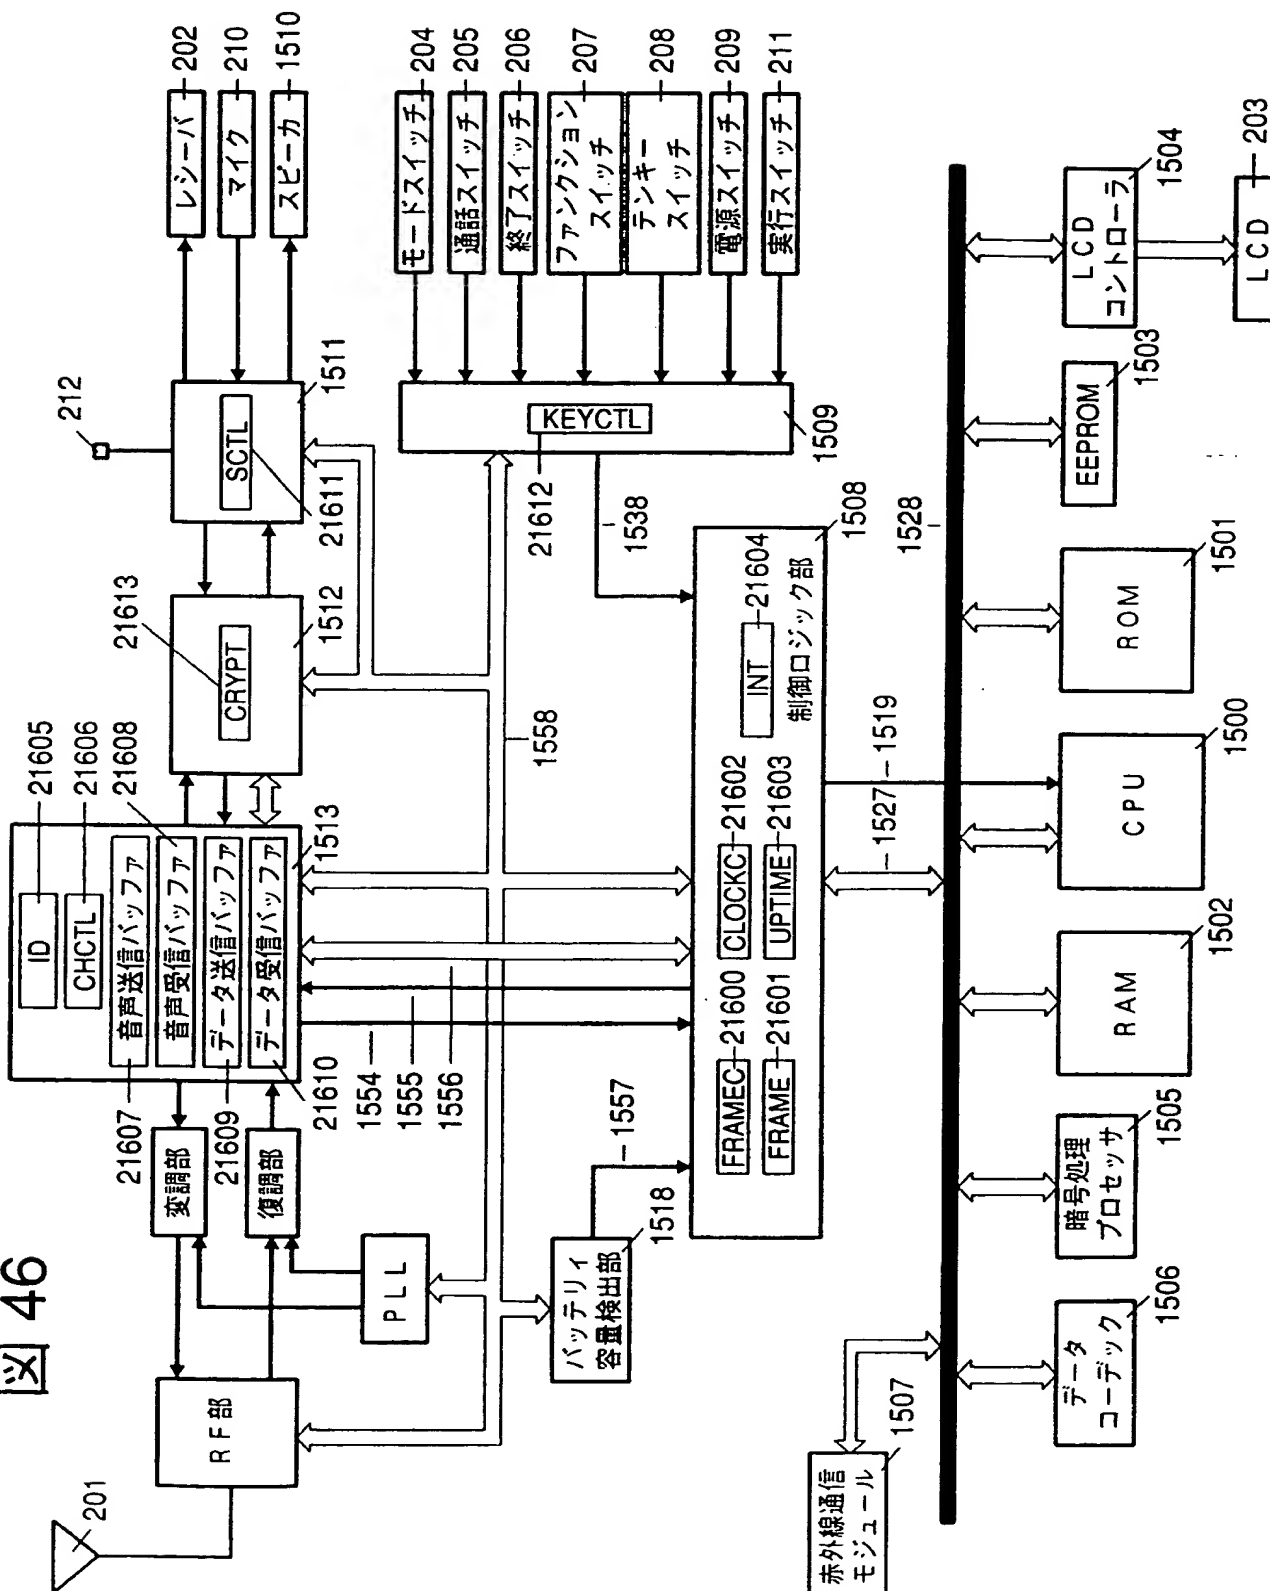 図 46
201
RF部
変調部
復調部
PLL
ID
CHCTL
音声送信バッファ
音声受信バッファ
データ送信バッファ
データ受信バッファ
21605
21606
21608
21607
21609
21610
1513
CRYPT
21613
1512
SCTL
21611
1511
212
レシーバ
202
マイク
210
スピーカ
1510
モードスイッチ
204
通話スイッチ
205
終了スイッチ
206
ファンクション
スイッチ
207
テンキー
スイッチ
208
電源スイッチ
209
実行スイッチ
211
KEYCTL
21612
1509
1538
1554
1555
1556
1558
1557
バッテリィ
容量検出部
1518
FRAMEC
21600
FRAME
21601
CLOCKC
21602
UPTIME
21603
INT
21604
制御ロジック部
1508
1527
1519
1528
赤外線通信
モジュール
1507
データ
コーデック
1506
暗号処理
プロセッサ
1505
RAM
1502
CPU
1500
ROM
1501
EEPROM
1503
LCD
コントローラ
1504
LCD
203